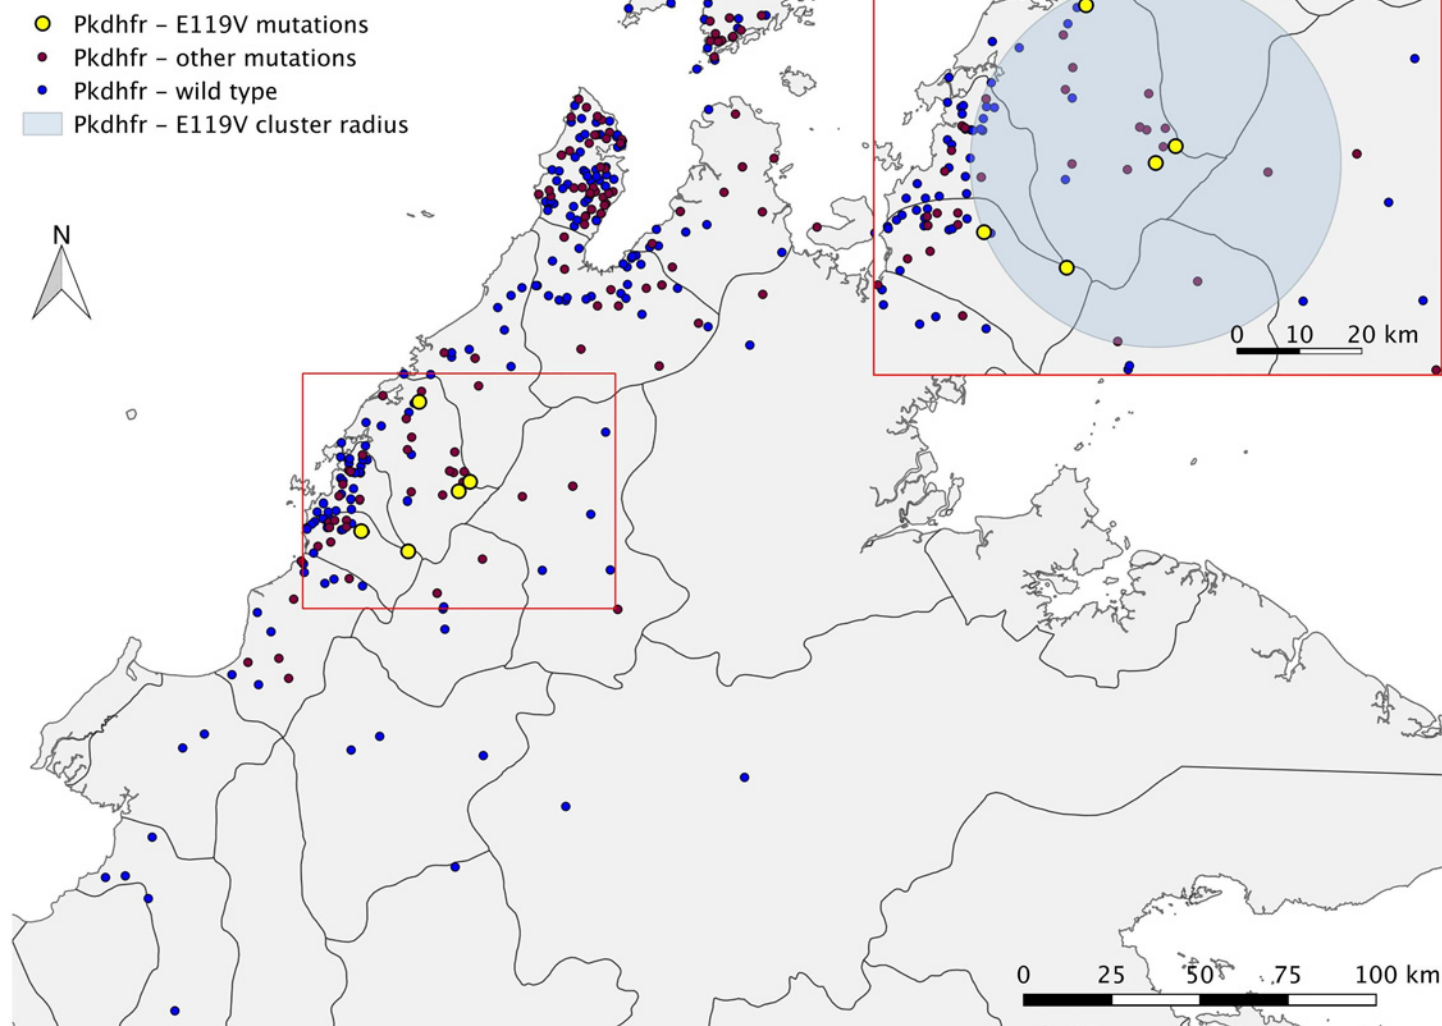 Pkdhfr – E119V mutations
Pkdhfr – other mutations
Pkdhfr – wild type
Pkdhfr – E119V cluster radius
N
0 10 20 km
0 25 50 75 100 km